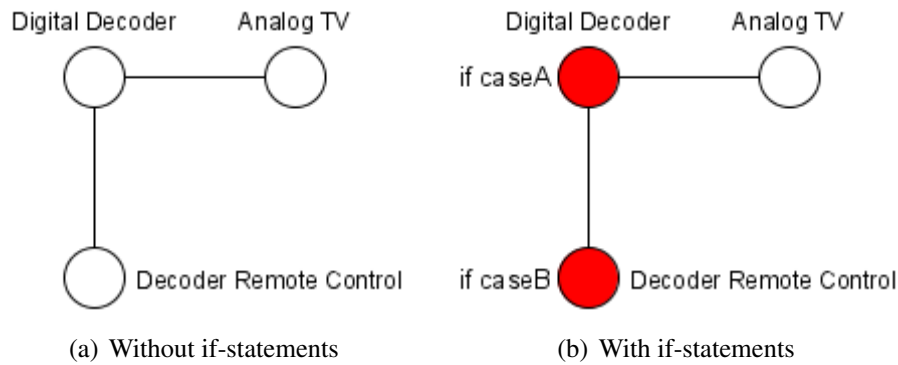 Digital Decoder
Analog TV
Decoder Remote Control
(a) Without if-statements
Digital Decoder
Analog TV
if caseA
if caseB
Decoder Remote Control
(b) With if-statements